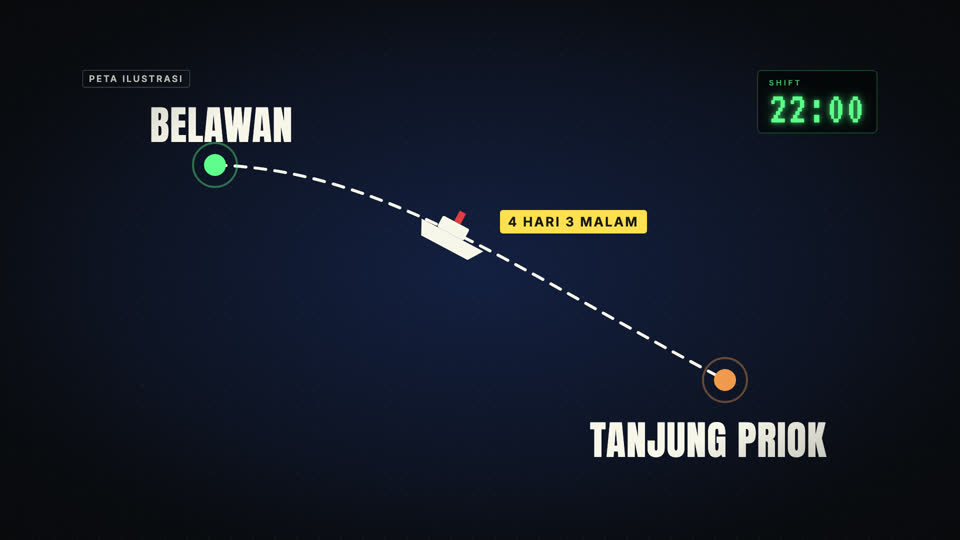 PETA ILUSTRASI
SHIFT
22:00
BELAWAN
4 HARI 3 MALAM
TANJUNG PRIOK